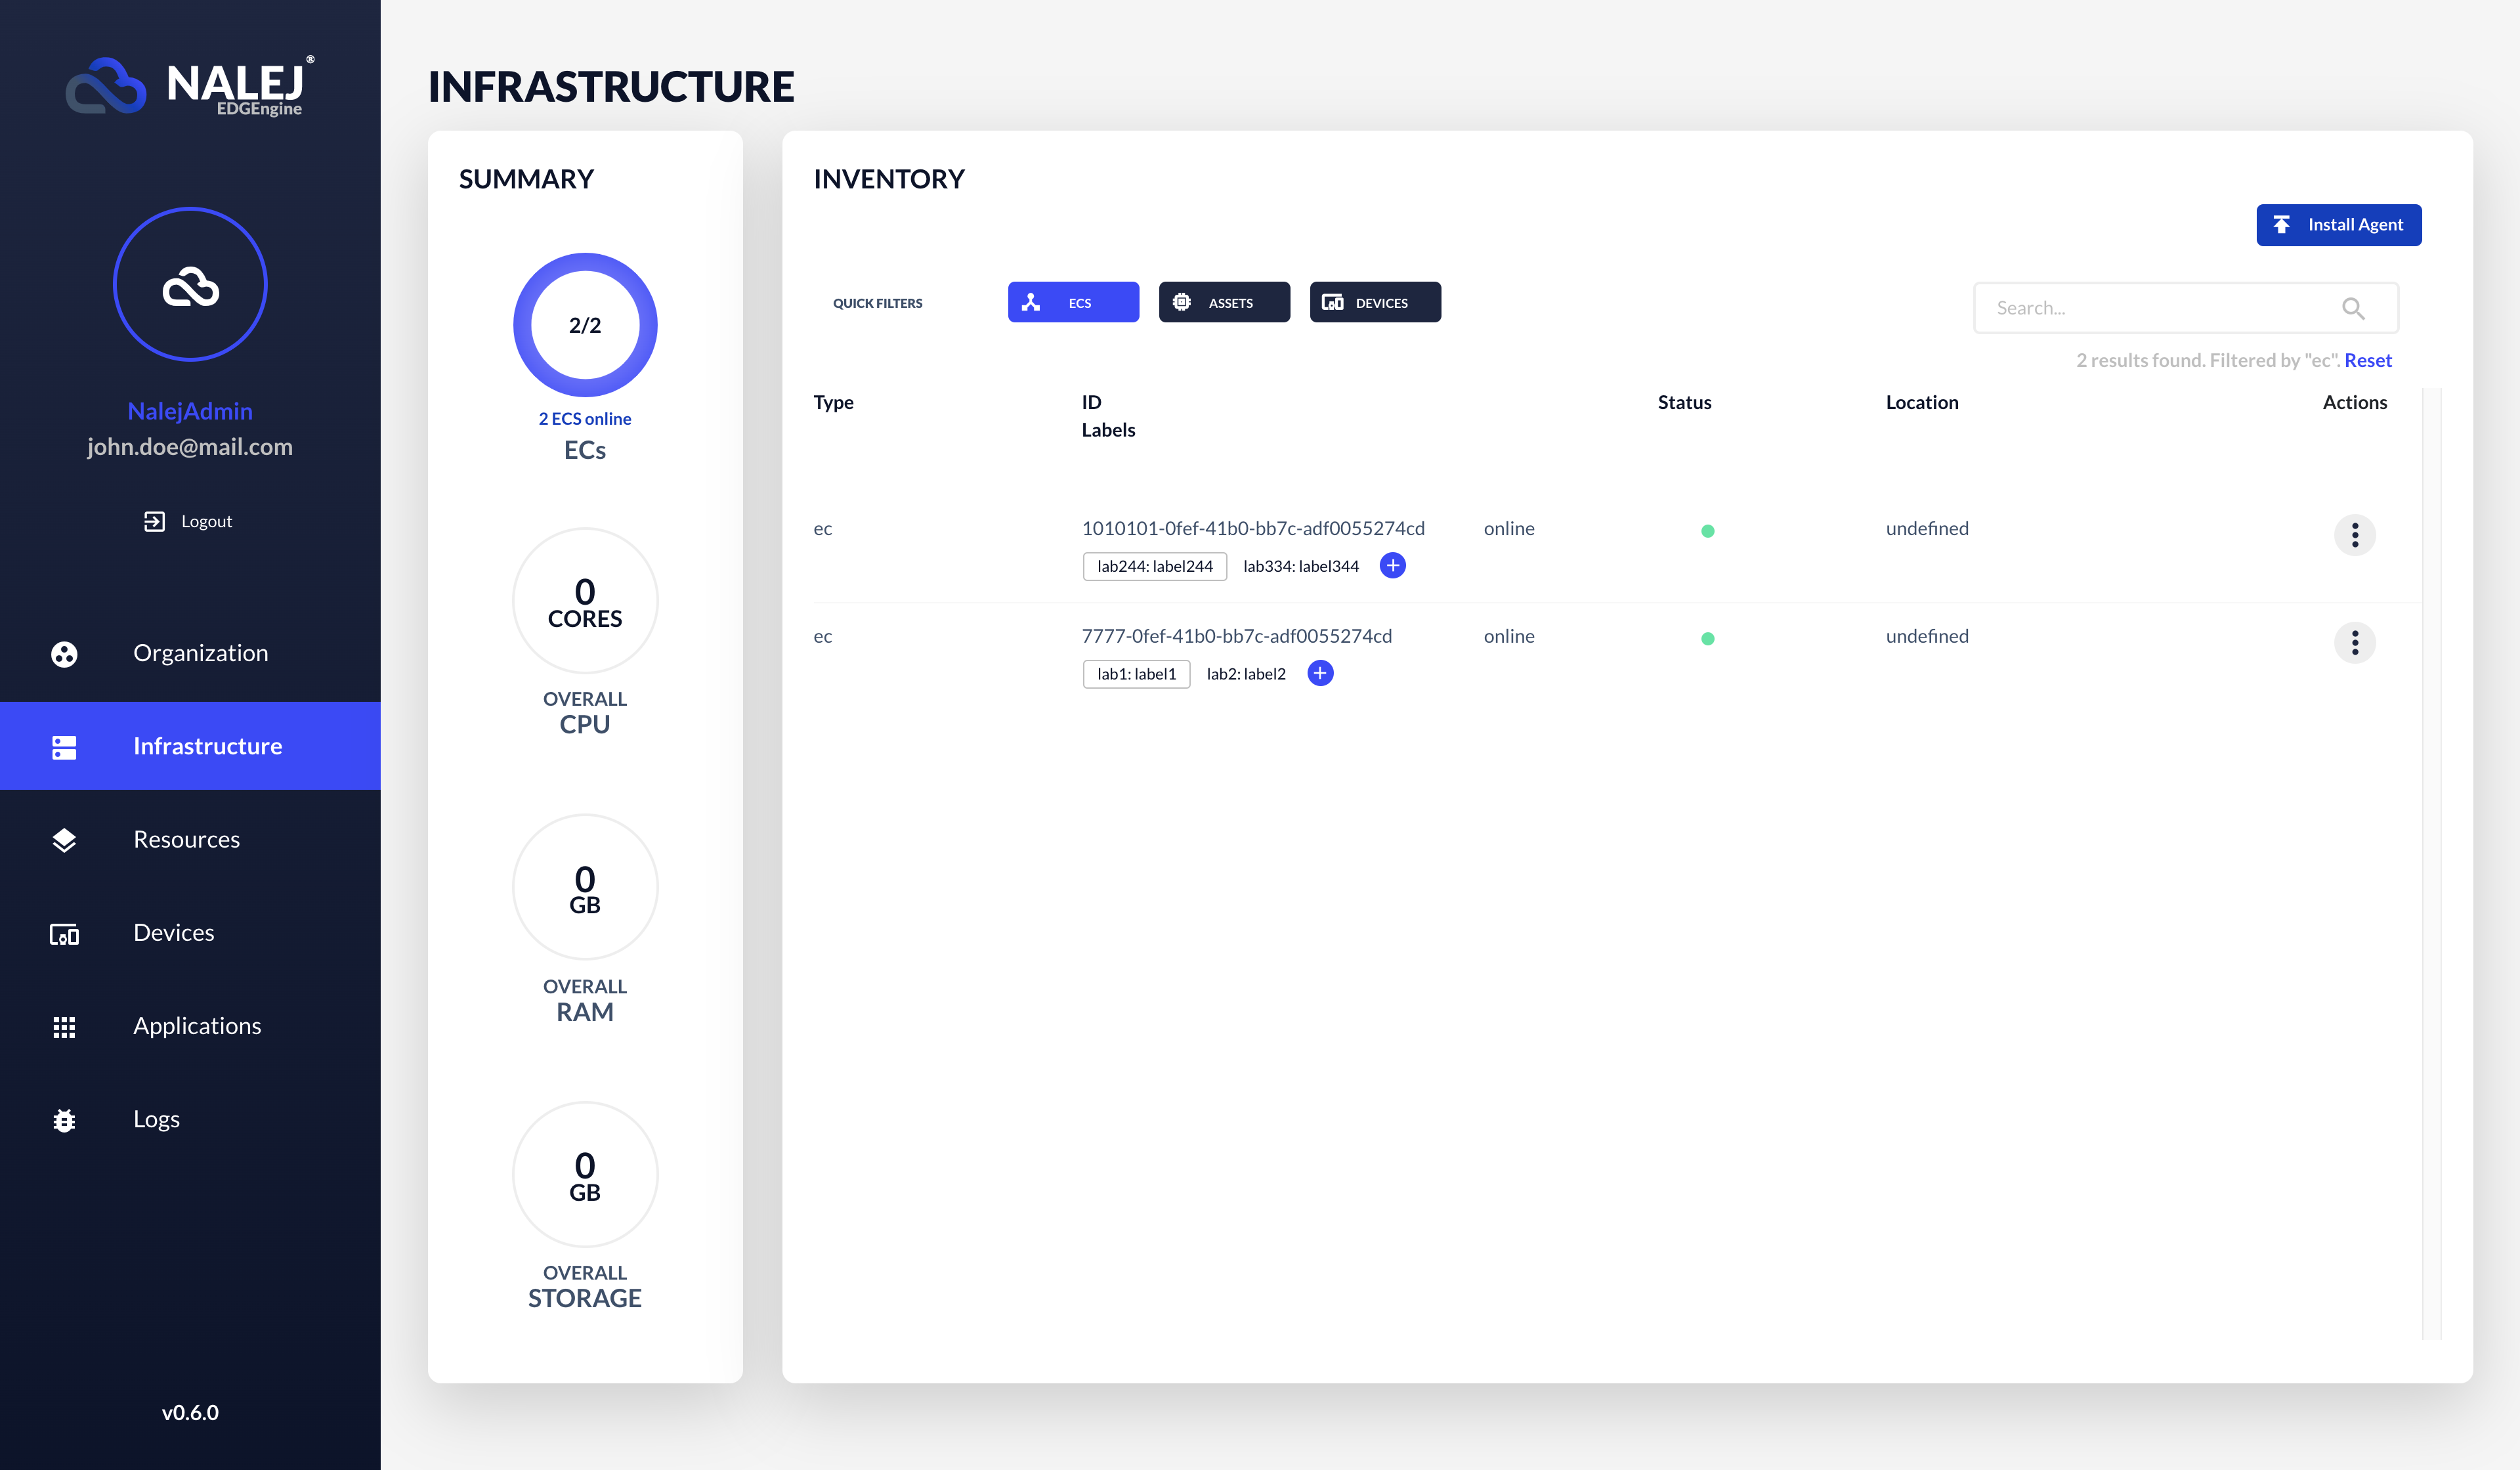 NALEJ®
EDGEngine
NalejAdmin
john.doe@mail.com
Logout
Organization
Infrastructure
Resources
Devices
Applications
Logs
v0.6.0
INFRASTRUCTURE
SUMMARY
2/2
2 ECS online
ECs
0
CORES
OVERALL
CPU
0
GB
OVERALL
RAM
0
GB
OVERALL
STORAGE
INVENTORY
Install Agent
QUICK FILTERS ECS ASSETS DEVICES
Search...
2 results found. Filtered by "ec". Reset
Type ID Status Location Actions
Labels
ec 1010101-0fef-41b0-bb7c-adf0055274cd online undefined
lab244: label244 lab334: label344
ec 7777-0fef-41b0-bb7c-adf0055274cd online undefined
lab1: label1 lab2: label2